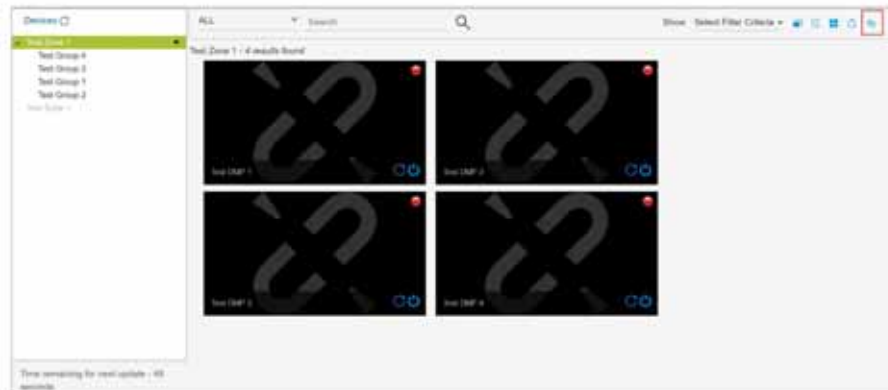 Devices
ALL
Search
Show Select Filter Criteria
Test Zone 1
Test Zone 1 - 4 results found
Test Group 4
Test Group 3
Test Group 1
Test Group 2
Test DMP 1
Test DMP 2
Test DMP 3
Test DMP 4
Time remaining for next update - 49
seconds